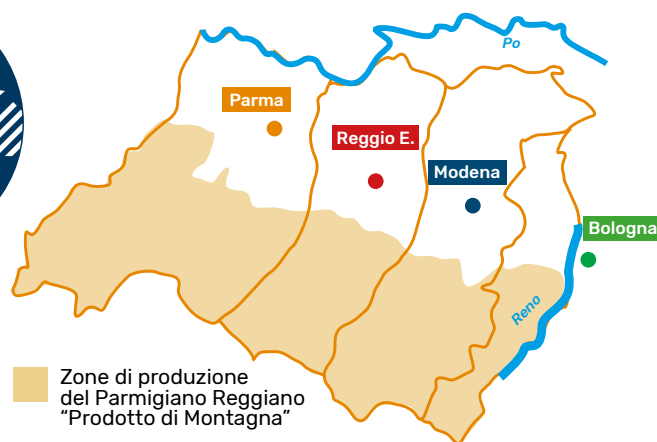 Po
Parma
Reggio E.
Modena
Bologna
Reno
Zone di produzione
del Parmigiano Reggiano
“Prodotto di Montagna”